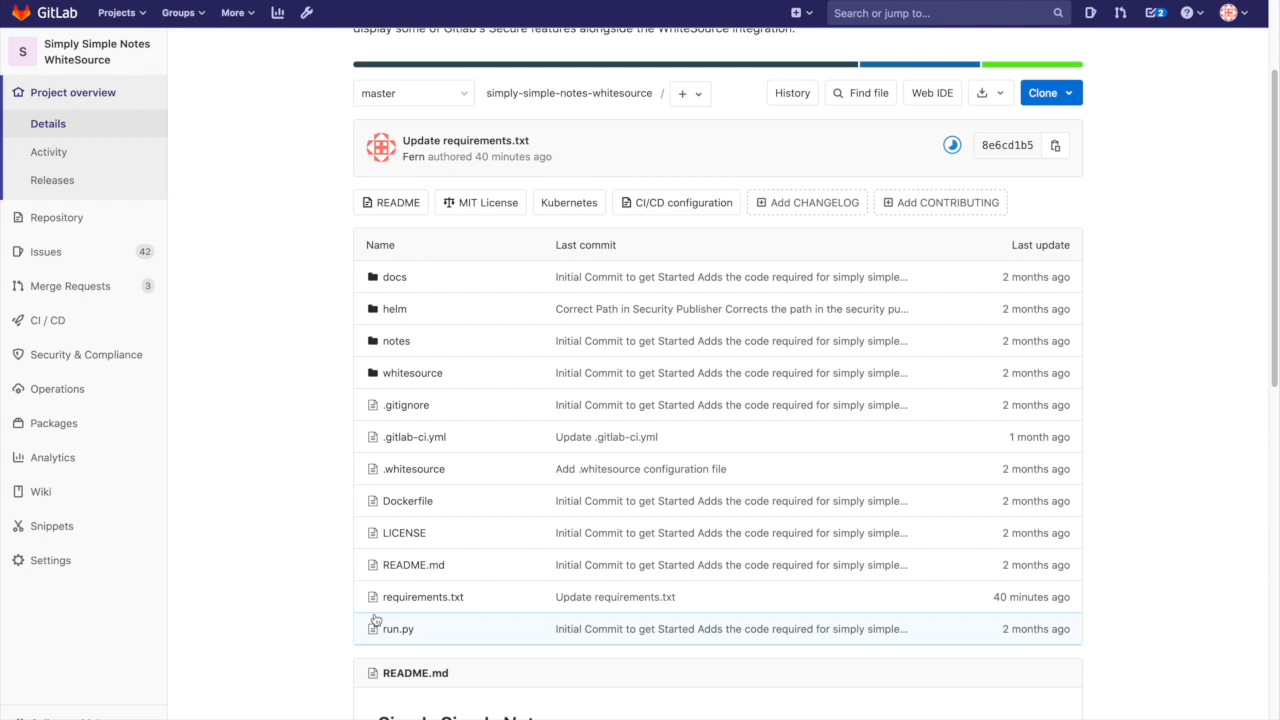 GitLab Projects Groups More Search or jump to... 2
Simply Simple Notes
WhiteSource
S
Project overview
Details
Activity
Releases
Repository
Issues 42
Merge Requests 3
CI / CD
Security & Compliance
Operations
Packages
Analytics
Wiki
Snippets
Settings
display some of Gitlab's Secure features alongside the WhiteSource integration.
master simply-simple-notes-whitesource / + History Find file Web IDE Clone
Update requirements.txt
Fern authored 40 minutes ago
8e6cd1b5
README MIT License Kubernetes CI/CD configuration Add CHANGELOG Add CONTRIBUTING
Name Last commit Last update
docs Initial Commit to get Started Adds the code required for simply simple... 2 months ago
helm Correct Path in Security Publisher Corrects the path in the security pu... 2 months ago
notes Initial Commit to get Started Adds the code required for simply simple... 2 months ago
whitesource Initial Commit to get Started Adds the code required for simply simple... 2 months ago
.gitignore Initial Commit to get Started Adds the code required for simply simple... 2 months ago
.gitlab-ci.yml Update .gitlab-ci.yml 1 month ago
.whitesource Add .whitesource configuration file 2 months ago
Dockerfile Initial Commit to get Started Adds the code required for simply simple... 2 months ago
LICENSE Initial Commit to get Started Adds the code required for simply simple... 2 months ago
README.md Initial Commit to get Started Adds the code required for simply simple... 2 months ago
requirements.txt Update requirements.txt 40 minutes ago
run.py Initial Commit to get Started Adds the code required for simply simple... 2 months ago
README.md